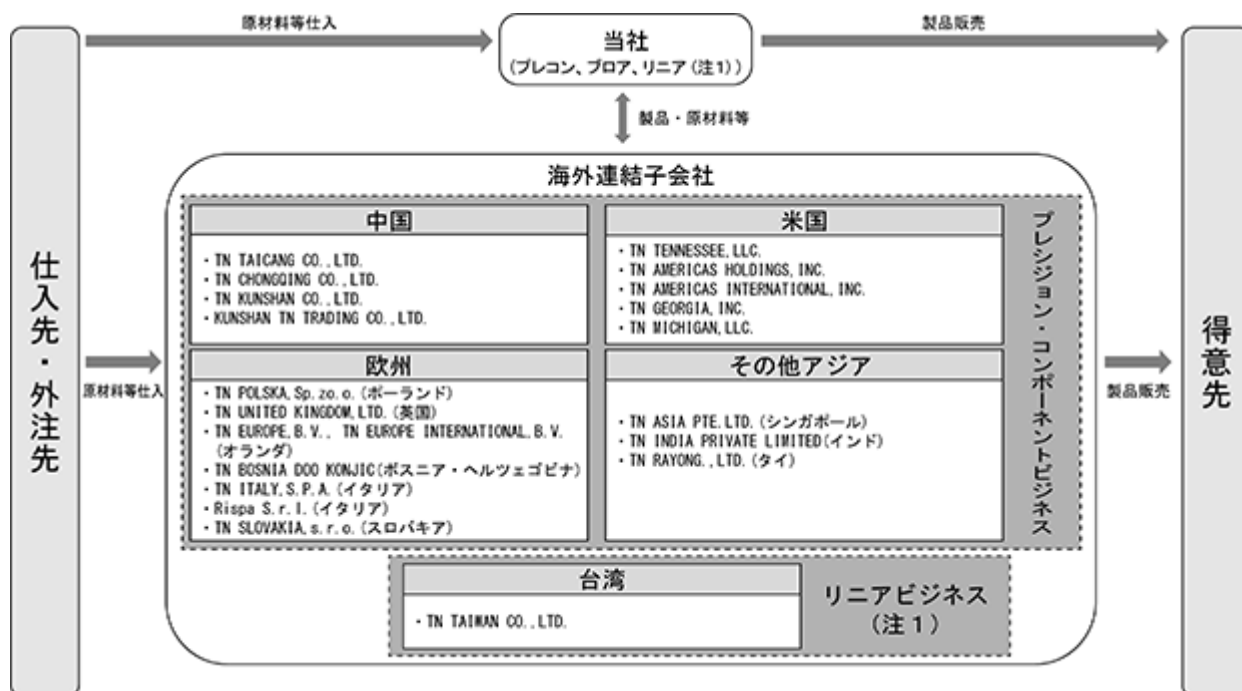 原材料等仕入
当社
(プレコン、ブロア、リニア(注1))
製品販売
製品・原材料等
仕入先・外注先
原材料等仕入
海外連結子会社
中国
・TN TAICANG CO.,LTD.
・TN CHONGQING CO.,LTD.
・TN KUNSHAN CO.,LTD.
・KUNSHAN TN TRADING CO.,LTD.
米国
・TN TENNESSEE,LLC.
・TN AMERICAS HOLDINGS,INC.
・TN AMERICAS INTERNATIONAL,INC.
・TN GEORGIA,INC.
・TN MICHIGAN,LLC.
欧州
・TN POLSKA,Sp.zo.o.(ポーランド)
・TN UNITED KINGDOM,LTD.(英国)
・TN EUROPE,B.V.、TN EUROPE INTERNATIONAL,B.V.
(オランダ)
・TN BOSNIA DOO KONJIC(ボスニア・ヘルツェゴビナ)
・TN ITALY,S.P.A.(イタリア)
・Rispa S.r.l.(イタリア)
・TN SLOVAKIA,s.r.o.(スロバキア)
その他アジア
・TN ASIA PTE.LTD.(シンガポール)
・TN INDIA PRIVATE LIMITED(インド)
・TN RAYONG.,LTD.(タイ)
プレシジョン・コンポーネントビジネス
台湾
・TN TAIWAN CO.,LTD.
リニアビジネス
(注1)
製品販売
得意先